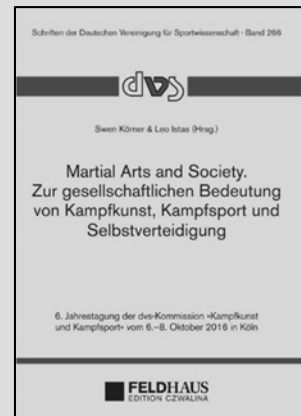 Schriften der Deutschen Vereinigung für Sportwissenschaft · Band 266
dvs
Swen Körner & Leo Istas (Hrsg.)
Martial Arts and Society.
Zur gesellschaftlichen Bedeutung
von Kampfkunst, Kampfsport und
Selbstverteidigung
6. Jahrestagung der dvs-Kommission »Kampfkunst
und Kampfsport« vom 6.–8. Oktober 2016 in Köln
FELDHAUS
EDITION CZWALINA